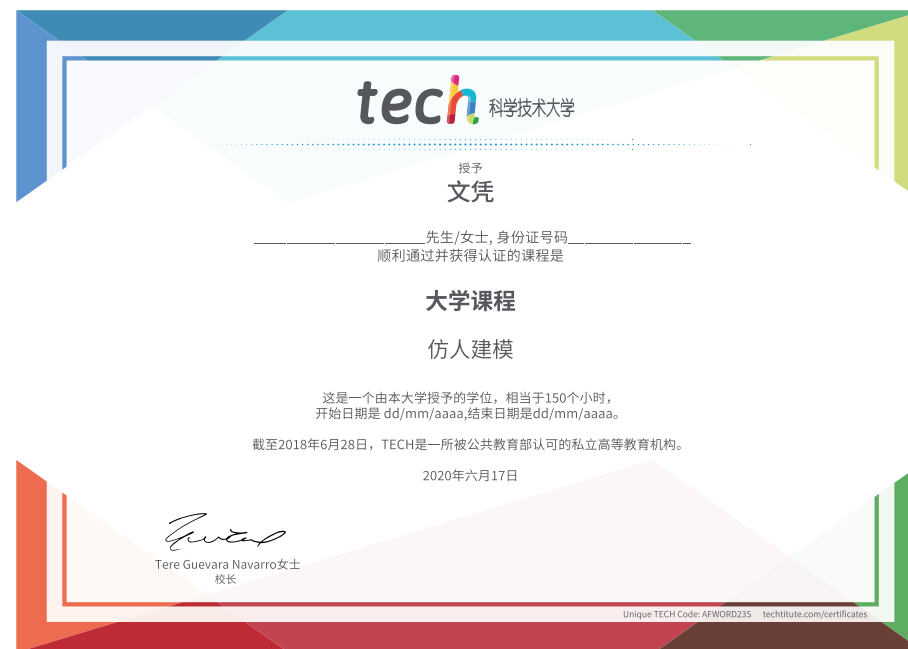 tech 科学技术大学
授予
文凭
_____________________先生/女士, 身份证号码_______________
顺利通过并获得认证的课程是
大学课程
仿人建模
这是一个由本大学授予的学位，相当于150个小时，
开始日期是 dd/mm/aaaa,结束日期是dd/mm/aaaa。
截至2018年6月28日，TECH是一所被公共教育部认可的私立高等教育机构。
2020年六月17日
Tere Guevara Navarro女士
校长
Unique TECH Code: AFWORD23S techtitute.com/certificates